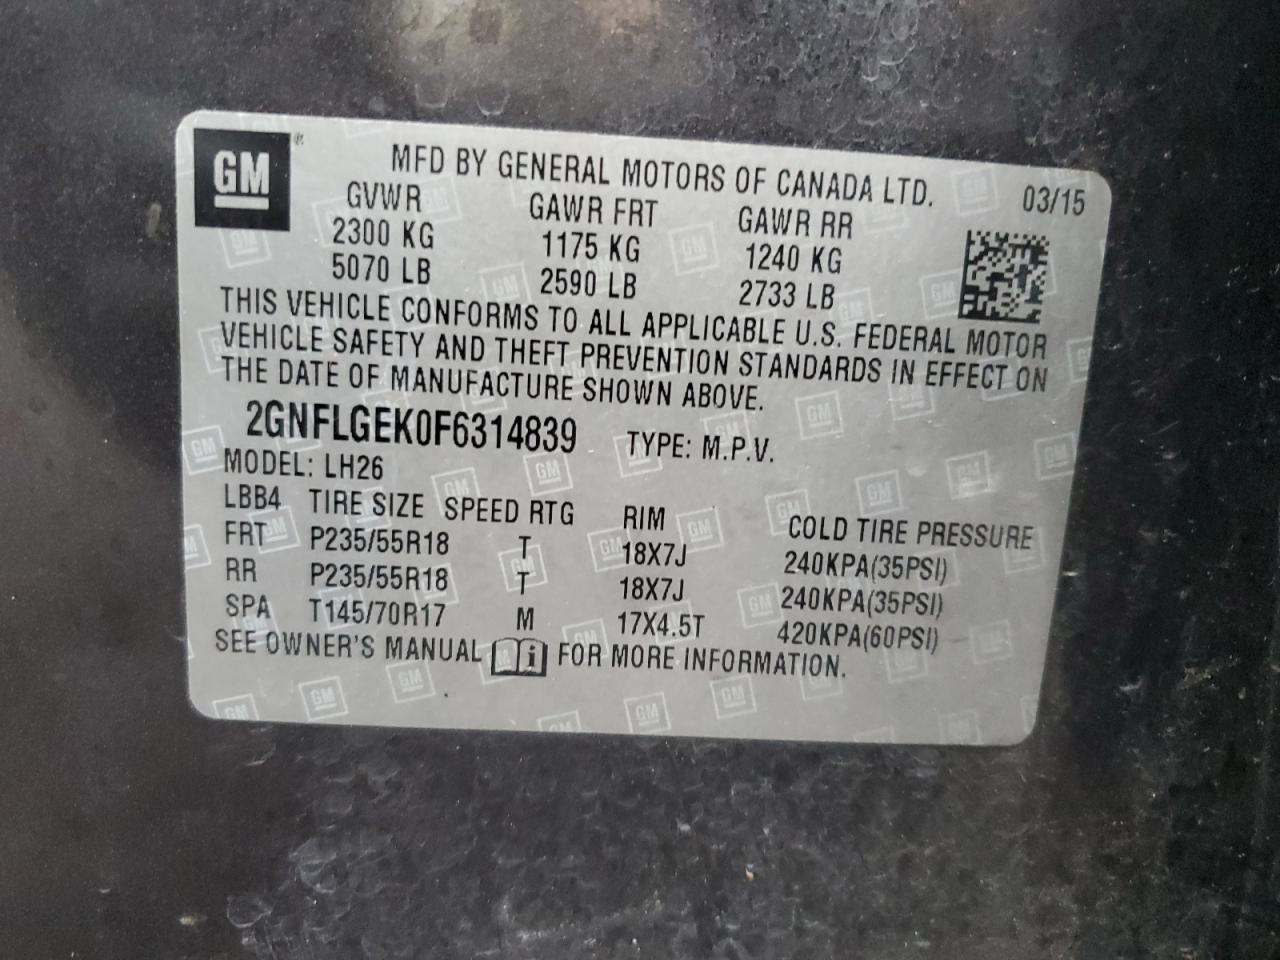 GM ®
MFD BY GENERAL MOTORS OF CANADA LTD. 03/15
GVWR GAWR FRT GAWR RR
2300 KG 1175 KG 1240 KG
5070 LB 2590 LB 2733 LB
THIS VEHICLE CONFORMS TO ALL APPLICABLE U.S. FEDERAL MOTOR
VEHICLE SAFETY AND THEFT PREVENTION STANDARDS IN EFFECT ON
THE DATE OF MANUFACTURE SHOWN ABOVE.
2GNFLGEK0F6314839 TYPE: M.P.V.
MODEL: LH26
LBB4 TIRE SIZE SPEED RTG RIM COLD TIRE PRESSURE
FRT P235/55R18 T 18X7J 240KPA(35PSI)
RR P235/55R18 T 18X7J 240KPA(35PSI)
SPA T145/70R17 M 17X4.5T 420KPA(60PSI)
SEE OWNER'S MANUAL i FOR MORE INFORMATION.